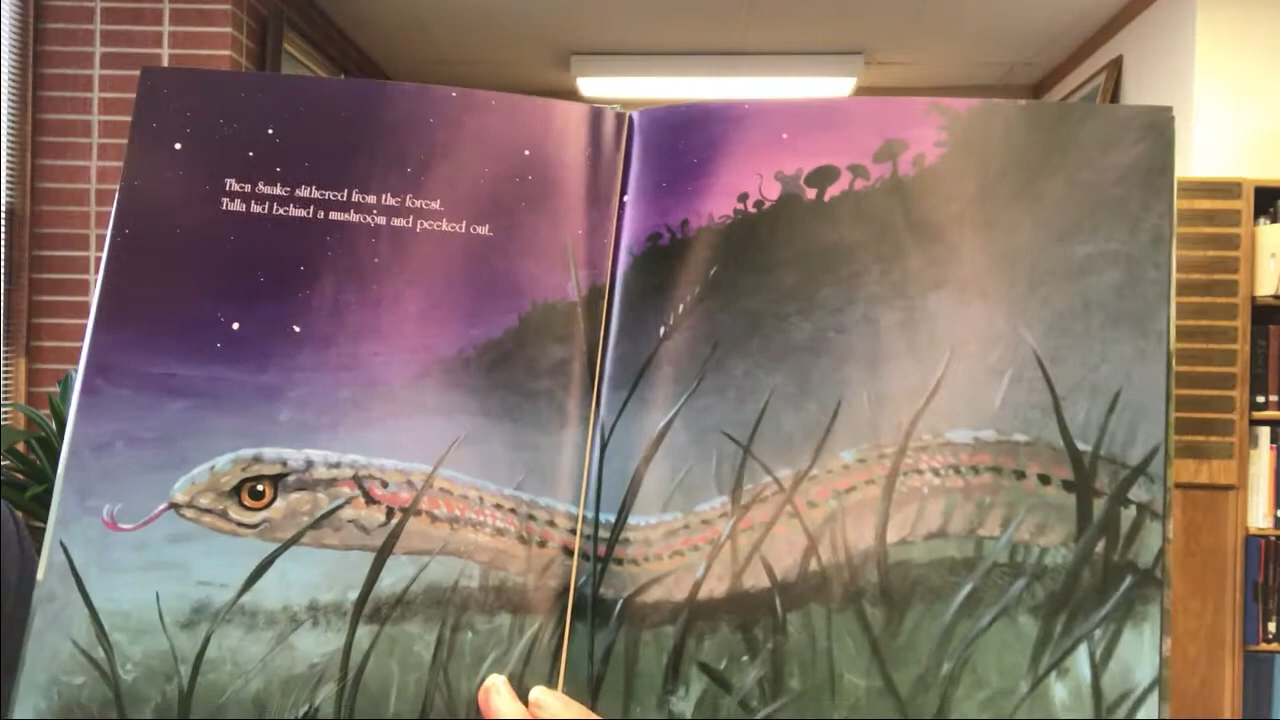 Then Snake slithered from the forest.
Tulla hid behind a mushroom and peeked out.